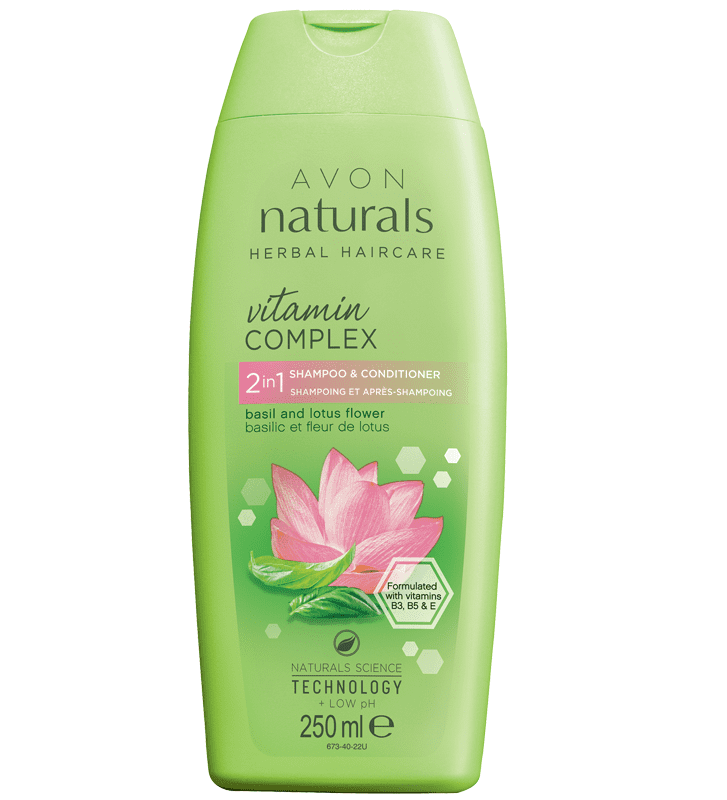 AVON
naturals
HERBAL HAIRCARE
vitamin
COMPLEX
2in1 SHAMPOO & CONDITIONER
SHAMPOING ET APRÈS-SHAMPOING
basil and lotus flower
basilic et fleur de lotus
Formulated
with vitamins
B3, B5 & E
NATURALS SCIENCE
TECHNOLOGY
+ LOW pH
250 ml e
673-40-22U